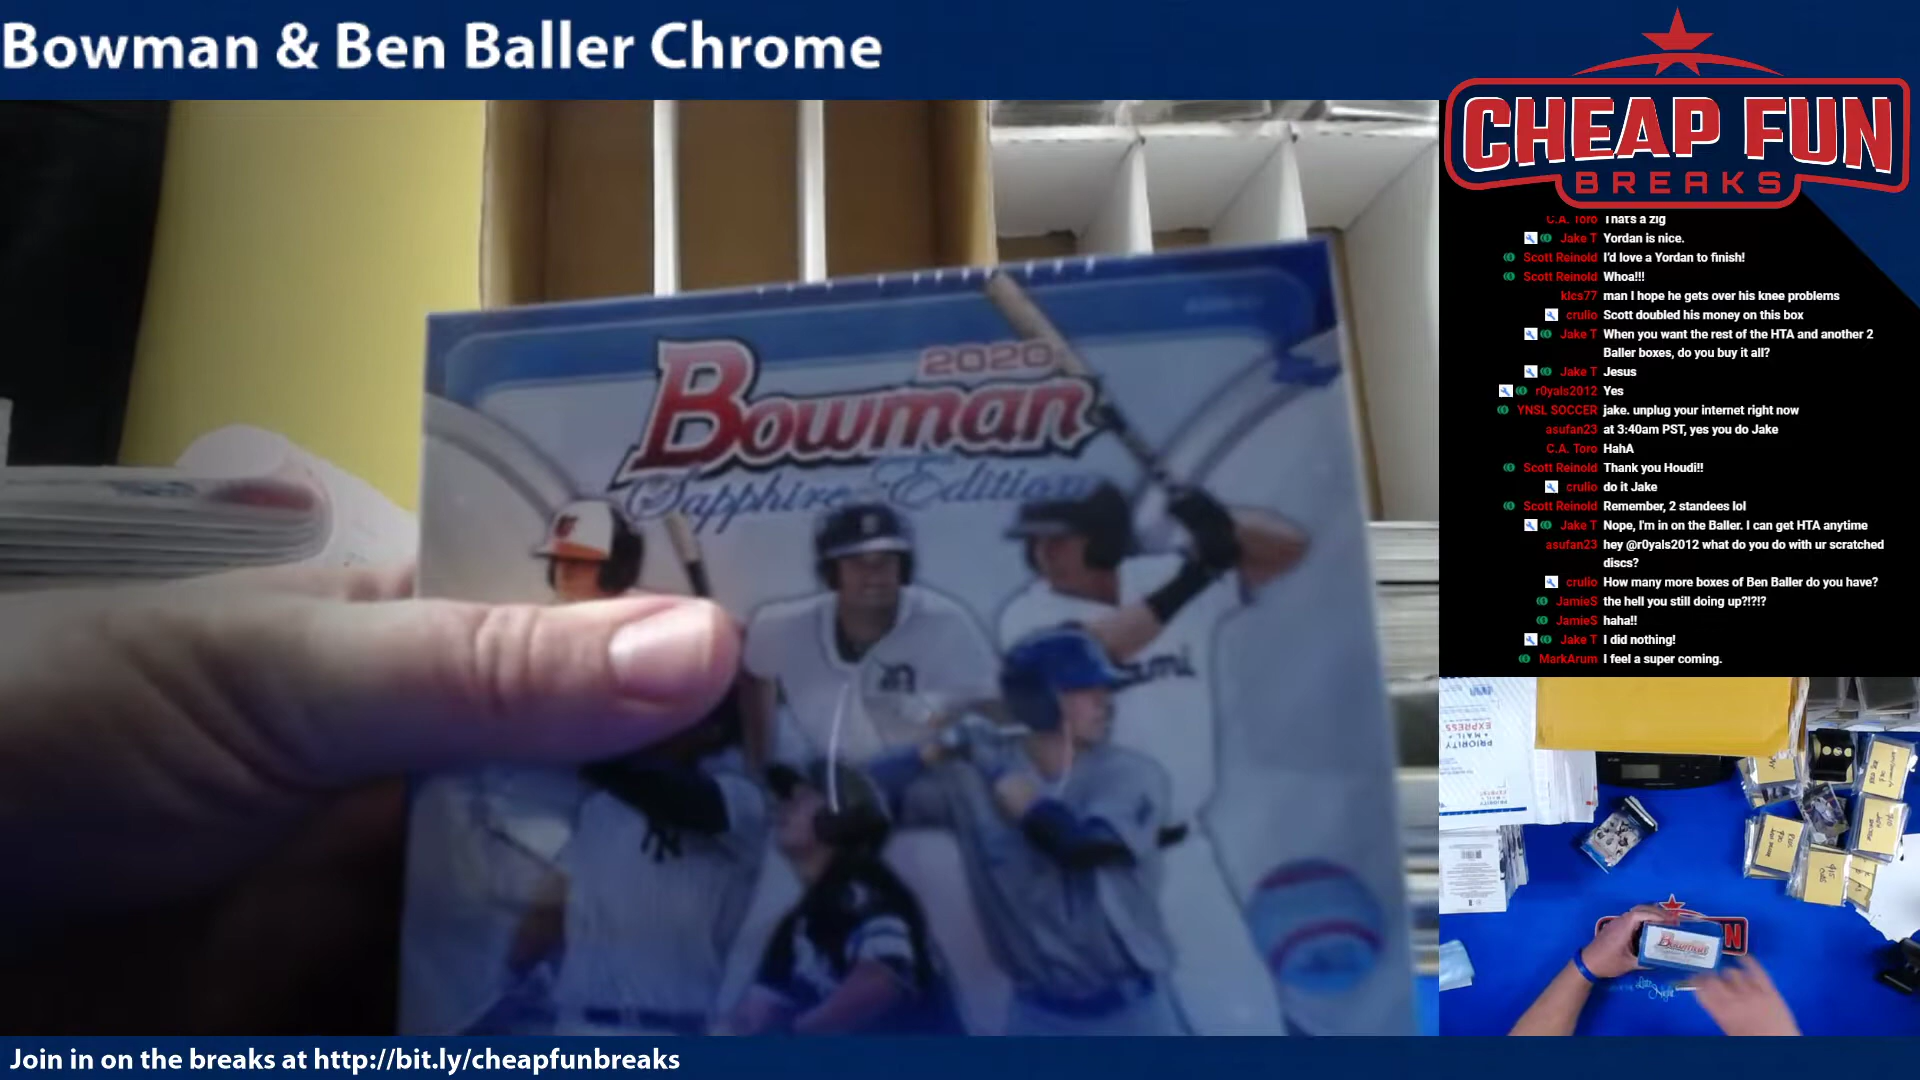 Bowman & Ben Baller Chrome
CHEAP FUN
BREAKS
2020
Bowman
Sapphire Edition
C.A. Toro That's a zig
Jake T Yordan is nice.
Scott Reinold I'd love a Yordan to finish!
Scott Reinold Whoa!!!
klcs77 man I hope he gets over his knee problems
crulio Scott doubled his money on this box
Jake T When you want the rest of the HTA and another 2
Baller boxes, do you buy it all?
Jake T Jesus
r0yals2012 Yes
YNSL SOCCER jake. unplug your internet right now
asufan23 at 3:40am PST, yes you do Jake
C.A. Toro HahA
Scott Reinold Thank you Houdi!!
crulio do it Jake
Scott Reinold Remember, 2 standees lol
Jake T Nope, I'm in on the Baller. I can get HTA anytime
asufan23 hey @r0yals2012 what do you do with ur scratched
discs?
crulio How many more boxes of Ben Baller do you have?
JamieS the hell you still doing up?!?!?
JamieS haha!!
Jake T I did nothing!
MarkArum I feel a super coming.
PRIORITY
MAIL
EXPRESS
Bowman
Join in on the breaks at http://bit.ly/cheapfunbreaks